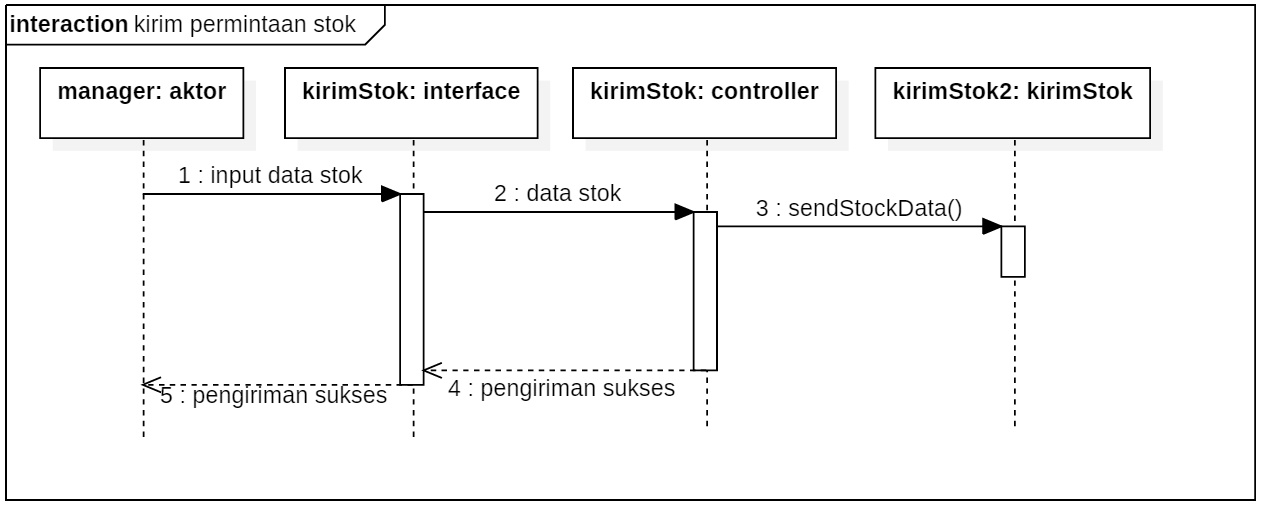 interaction kirim permintaan stok
manager: aktor
kirimStok: interface
kirimStok: controller
kirimStok2: kirimStok
1 : input data stok
2 : data stok
3 : sendStockData()
4 : pengiriman sukses
5 : pengiriman sukses